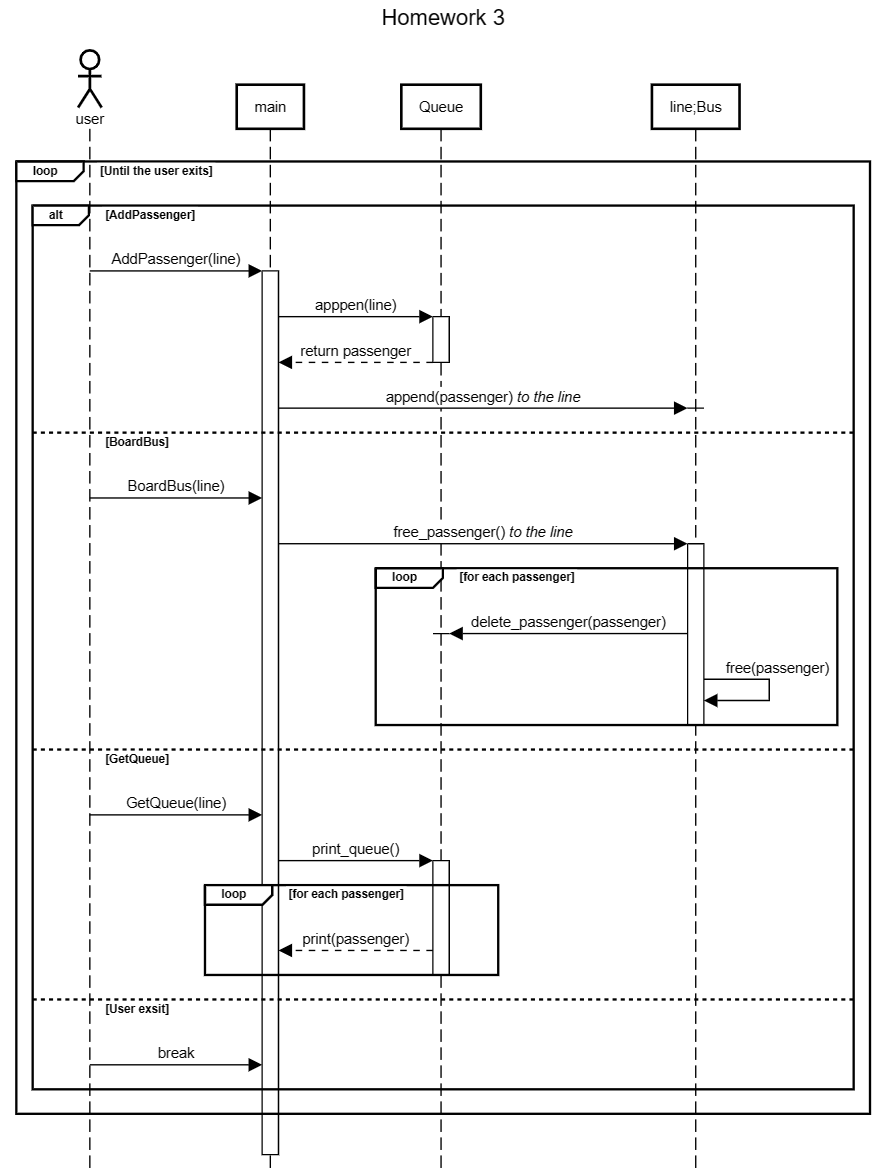 Homework 3
user
main
Queue
line;Bus
loop
[Until the user exits]
alt
[AddPassenger]
AddPassenger(line)
apppen(line)
return passenger
append(passenger) to the line
[BoardBus]
BoardBus(line)
free_passenger() to the line
loop
[for each passenger]
delete_passenger(passenger)
free(passenger)
[GetQueue]
GetQueue(line)
print_queue()
loop
[for each passenger]
print(passenger)
[User exsit]
break